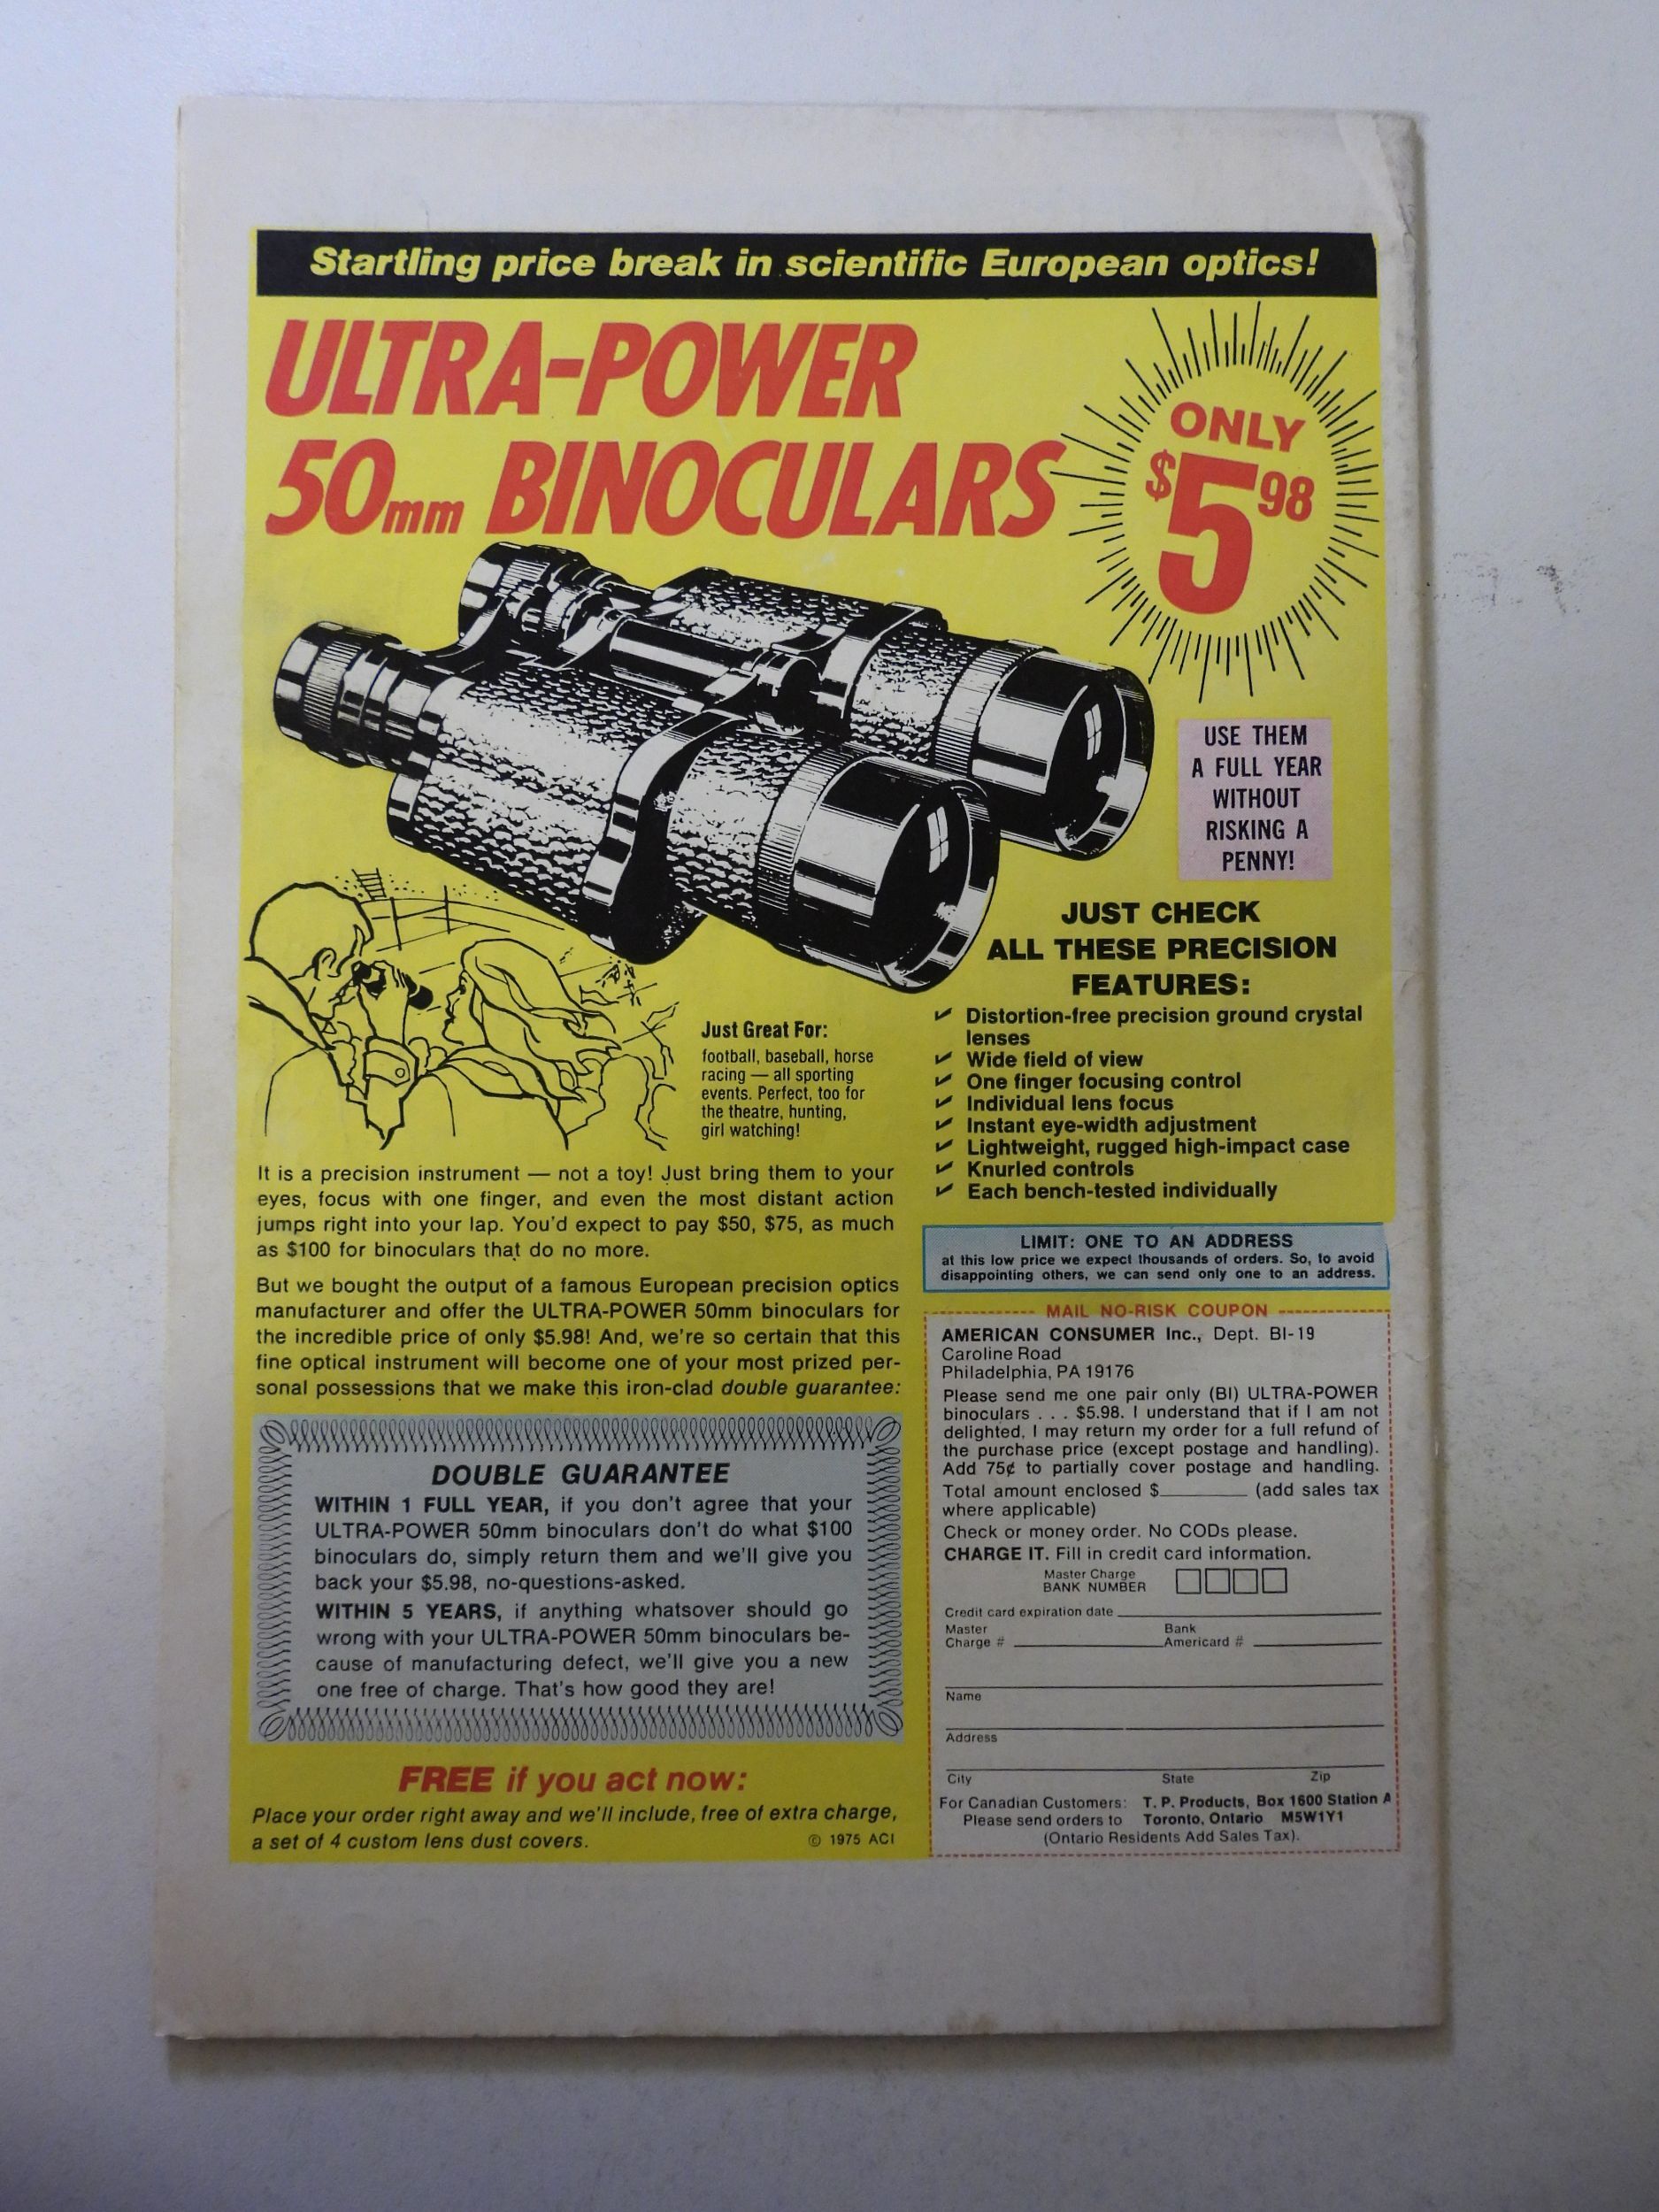 Startling price break in scientific European optics!
ULTRA-POWER
50mm BINOCULARS
ONLY
$5 98
USE THEM
A FULL YEAR
WITHOUT
RISKING A
PENNY!
JUST CHECK
ALL THESE PRECISION
FEATURES:
✓ Distortion-free precision ground crystal
lenses
✓ Wide field of view
✓ One finger focusing control
✓ Individual lens focus
✓ Instant eye-width adjustment
✓ Lightweight, rugged high-impact case
✓ Knurled controls
✓ Each bench-tested individually
Just Great For:
football, baseball, horse
racing — all sporting
events. Perfect, too for
the theatre, hunting,
girl watching!
It is a precision instrument — not a toy! Just bring them to your
eyes, focus with one finger, and even the most distant action
jumps right into your lap. You'd expect to pay $50, $75, as much
as $100 for binoculars that do no more.
But we bought the output of a famous European precision optics
manufacturer and offer the ULTRA-POWER 50mm binoculars for
the incredible price of only $5.98! And, we're so certain that this
fine optical instrument will become one of your most prized per-
sonal possessions that we make this iron-clad double guarantee:
DOUBLE GUARANTEE
WITHIN 1 FULL YEAR, if you don't agree that your
ULTRA-POWER 50mm binoculars don't do what $100
binoculars do, simply return them and we'll give you
back your $5.98, no-questions-asked.
WITHIN 5 YEARS, if anything whatsover should go
wrong with your ULTRA-POWER 50mm binoculars be-
cause of manufacturing defect, we'll give you a new
one free of charge. That's how good they are!
FREE if you act now:
Place your order right away and we'll include, free of extra charge,
a set of 4 custom lens dust covers.
© 1975 ACI
LIMIT: ONE TO AN ADDRESS
at this low price we expect thousands of orders. So, to avoid
disappointing others, we can send only one to an address.
MAIL NO-RISK COUPON
AMERICAN CONSUMER Inc., Dept. BI-19
Caroline Road
Philadelphia, PA 19176
Please send me one pair only (BI) ULTRA-POWER
binoculars . . . $5.98. I understand that if I am not
delighted, I may return my order for a full refund of
the purchase price (except postage and handling).
Add 75¢ to partially cover postage and handling.
Total amount enclosed $________ (add sales tax
where applicable)
Check or money order. No CODs please.
CHARGE IT. Fill in credit card information.
Master Charge
BANK NUMBER
Credit card expiration date
Master Bank
Charge # Americard #
Name
Address
City State Zip
For Canadian Customers: T. P. Products, Box 1600 Station A
Please send orders to Toronto, Ontario M5W1Y1
(Ontario Residents Add Sales Tax).